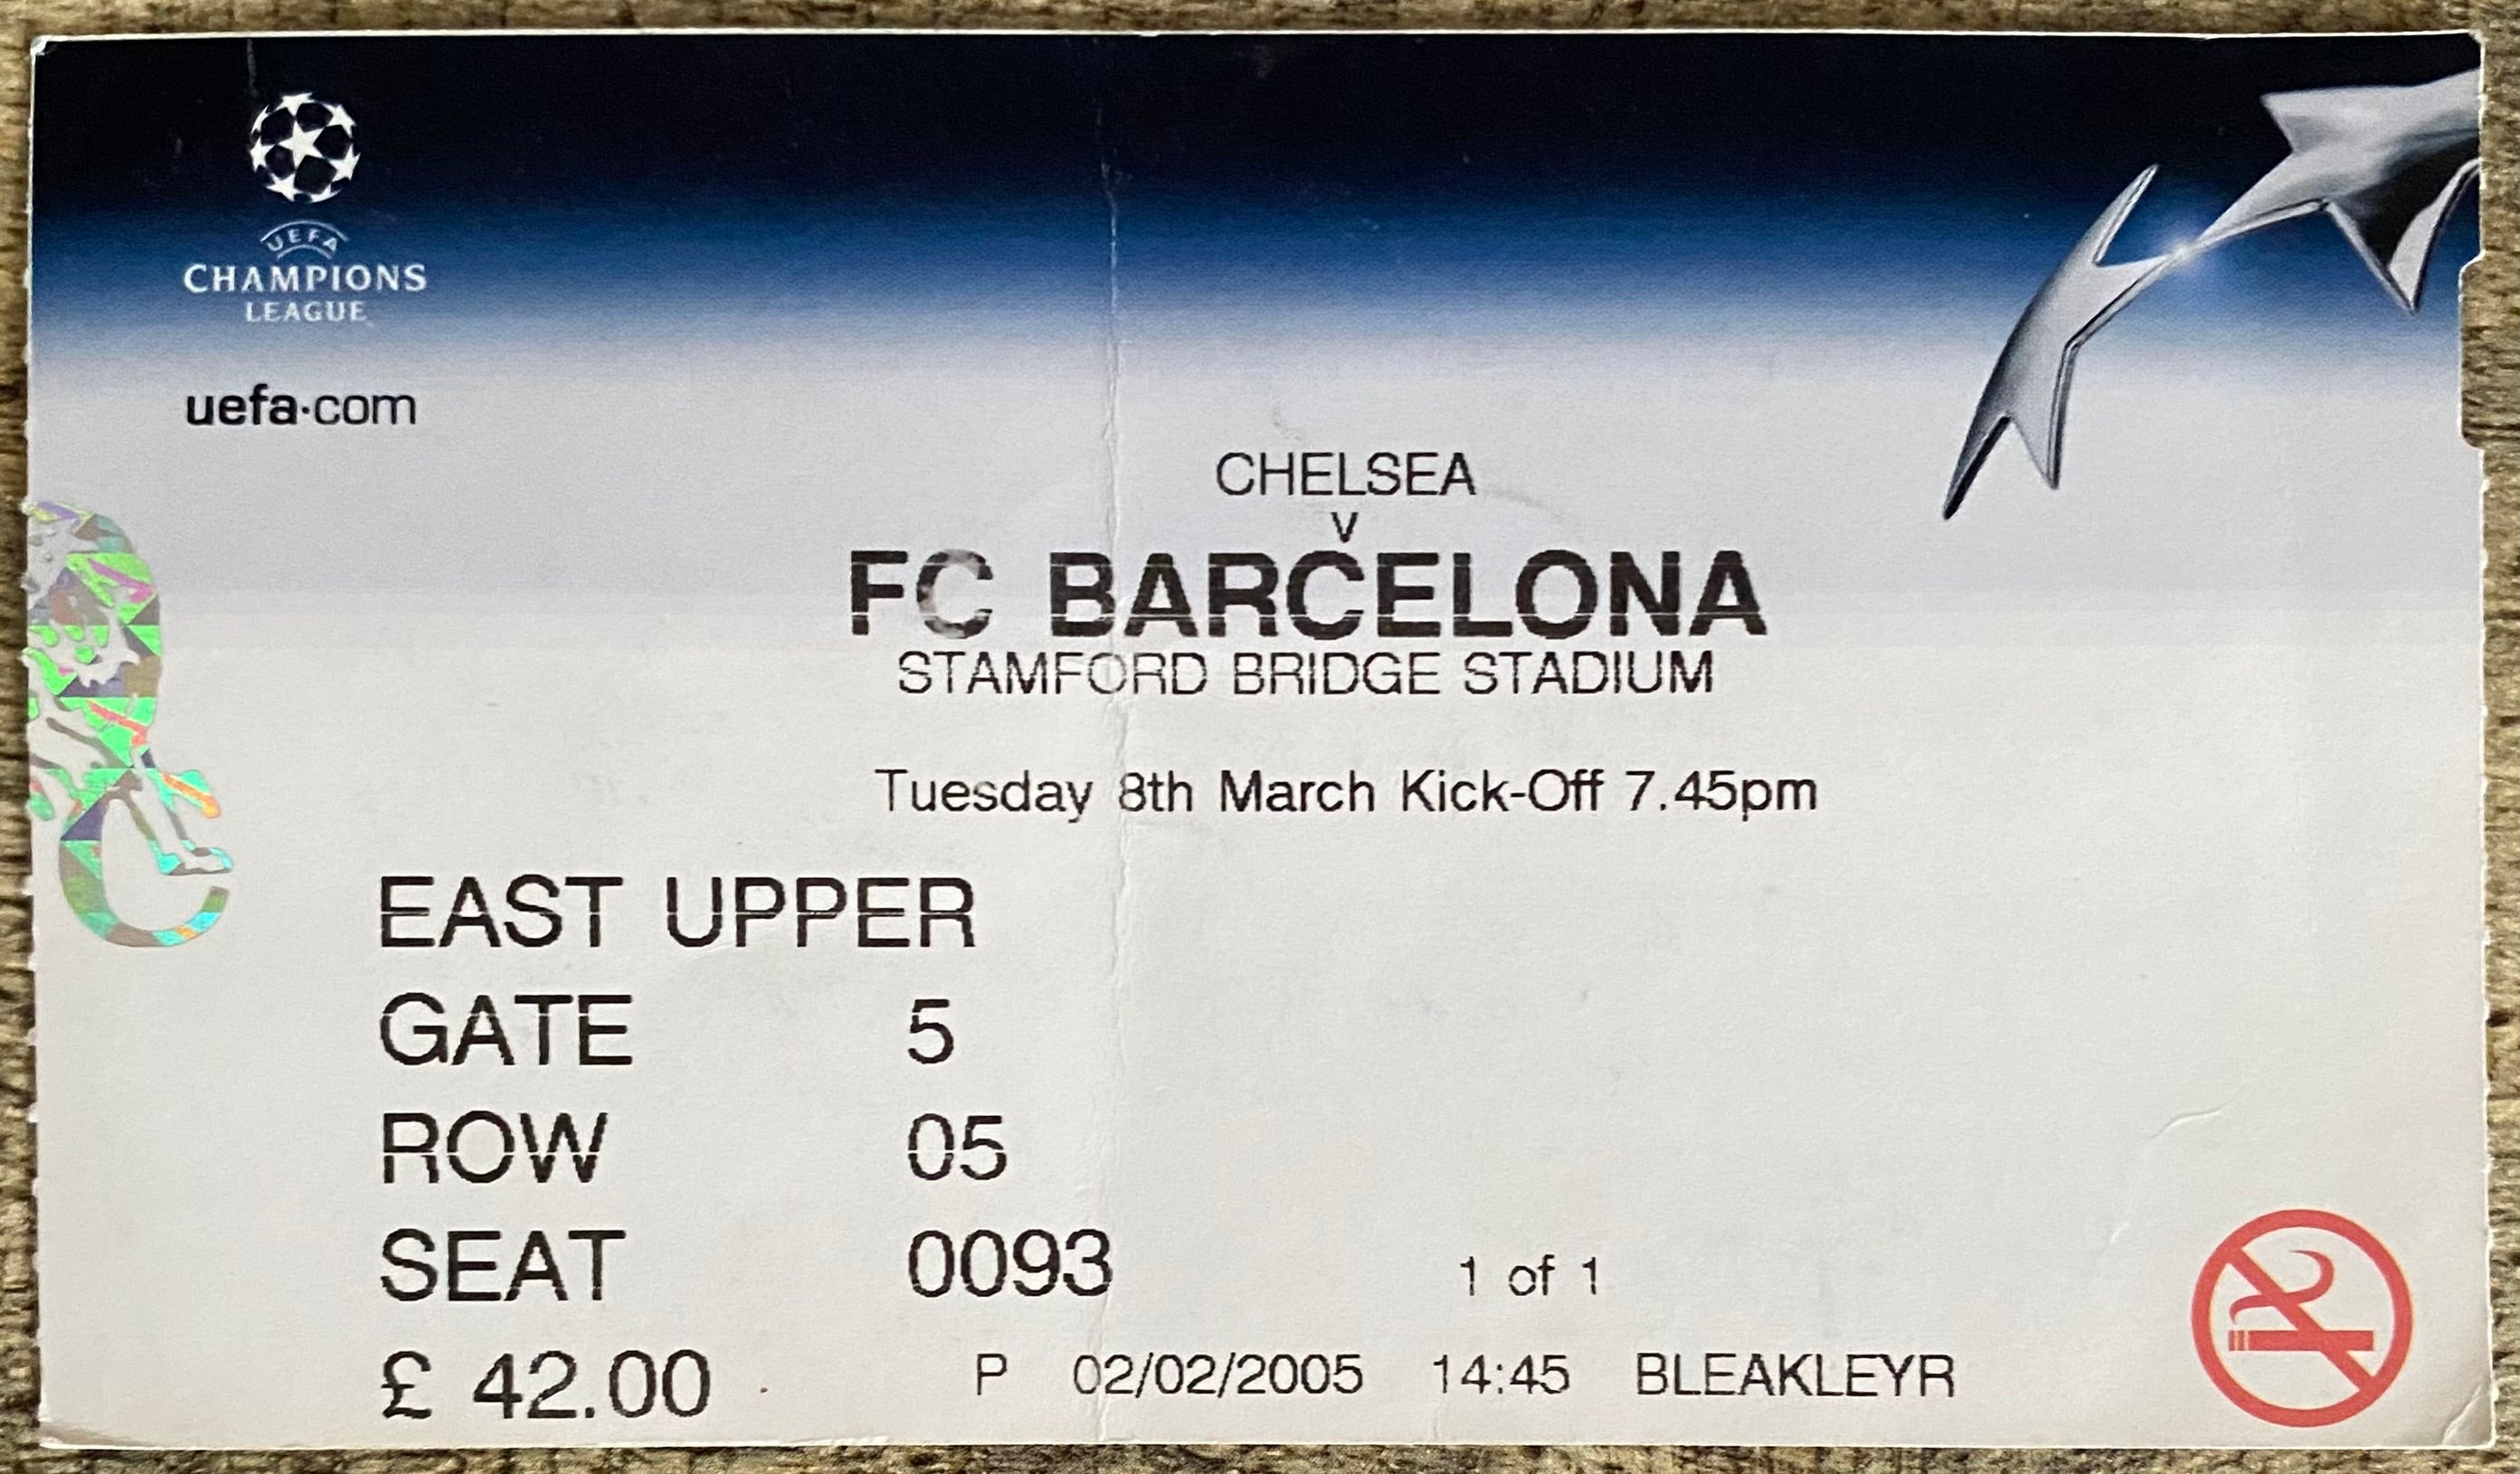 UEFA
CHAMPIONS
LEAGUE
uefa.com
CHELSEA
v
FC BARCELONA
STAMFORD BRIDGE STADIUM
Tuesday 8th March Kick-Off 7.45pm
EAST UPPER
GATE 5
ROW 05
SEAT 0093 1 of 1
£ 42.00 P 02/02/2005 14:45 BLEAKLEYR